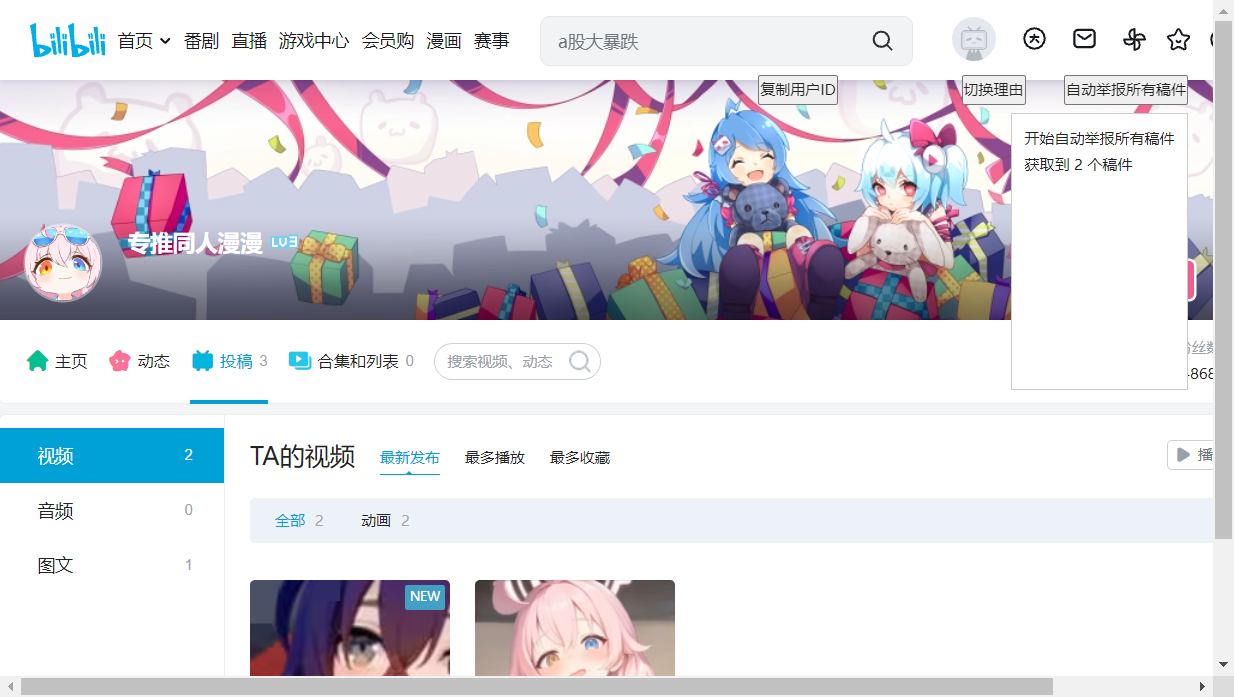 bilibili 首页 番剧 直播 游戏中心 会员购 漫画 赛事 a股大暴跌
复制用户ID 切换理由 自动举报所有稿件
开始自动举报所有稿件
获取到 2 个稿件
专推同人漫漫 LV3
主页 动态 投稿 3 合集和列表 0 搜索视频、动态
粉丝数
868
视频 2
音频 0
图文 1
TA的视频 最新发布 最多播放 最多收藏 播
全部 2 动画 2
NEW